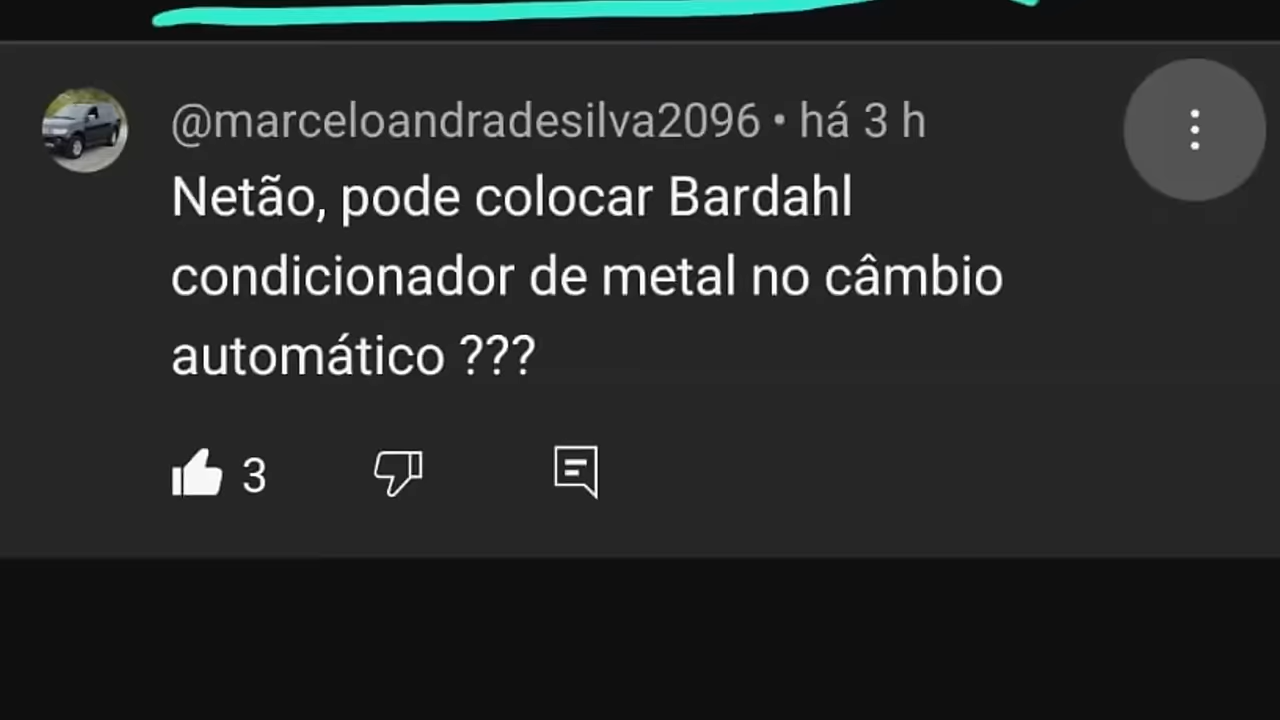 @marceloandradesilva2096 • há 3 h
Netão, pode colocar Bardahl
condicionador de metal no câmbio
automático ???
3